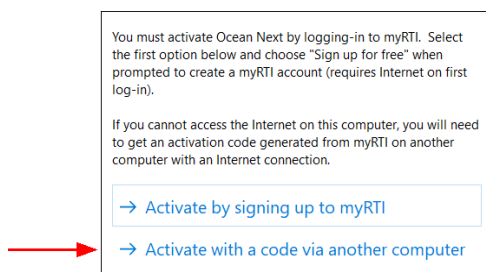 You must activate Ocean Next by logging-in to myRTI. Select
the first option below and choose "Sign up for free" when
prompted to create a myRTI account (requires Internet on first
log-in).
If you cannot access the Internet on this computer, you will need
to get an activation code generated from myRTI on another
computer with an Internet connection.
→ Activate by signing up to myRTI
→ Activate with a code via another computer